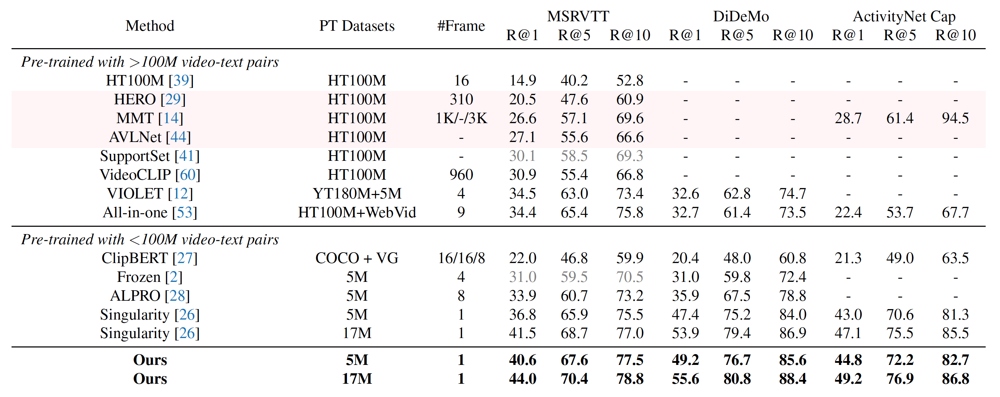 Method PT Datasets #Frame MSRVTT DiDeMo ActivityNet Cap
R@1 R@5 R@10 R@1 R@5 R@10 R@1 R@5 R@10
Pre-trained with >100M video-text pairs
HT100M [39] HT100M 16 14.9 40.2 52.8 - - - - - -
HERO [29] HT100M 310 20.5 47.6 60.9 - - - - - -
MMT [14] HT100M 1K/-/3K 26.6 57.1 69.6 - - - 28.7 61.4 94.5
AVLNet [44] HT100M - 27.1 55.6 66.6 - - - - - -
SupportSet [41] HT100M - 30.1 58.5 69.3 - - - - - -
VideoCLIP [60] HT100M 960 30.9 55.4 66.8 - - - - - -
VIOLET [12] YT180M+5M 4 34.5 63.0 73.4 32.6 62.8 74.7 - - -
All-in-one [53] HT100M+WebVid 9 34.4 65.4 75.8 32.7 61.4 73.5 22.4 53.7 67.7
Pre-trained with <100M video-text pairs
ClipBERT [27] COCO + VG 16/16/8 22.0 46.8 59.9 20.4 48.0 60.8 21.3 49.0 63.5
Frozen [2] 5M 4 31.0 59.5 70.5 31.0 59.8 72.4 - - -
ALPRO [28] 5M 8 33.9 60.7 73.2 35.9 67.5 78.8 - - -
Singularity [26] 5M 1 36.8 65.9 75.5 47.4 75.2 84.0 43.0 70.6 81.3
Singularity [26] 17M 1 41.5 68.7 77.0 53.9 79.4 86.9 47.1 75.5 85.5
Ours 5M 1 40.6 67.6 77.5 49.2 76.7 85.6 44.8 72.2 82.7
Ours 17M 1 44.0 70.4 78.8 55.6 80.8 88.4 49.2 76.9 86.8